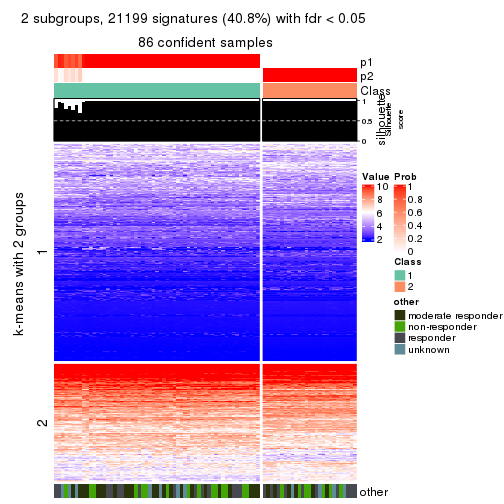 2 subgroups, 21199 signatures (40.8%) with fdr < 0.05
86 confident samples
p1
p2
Class
silhouette
Silhouette
score
1
0.5
0
k-means with 2 groups
1
2
Value
10
8
6
4
2
Prob
1
0.8
0.6
0.4
0.2
0
Class
1
2
other
moderate responder
non-responder
responder
unknown
other